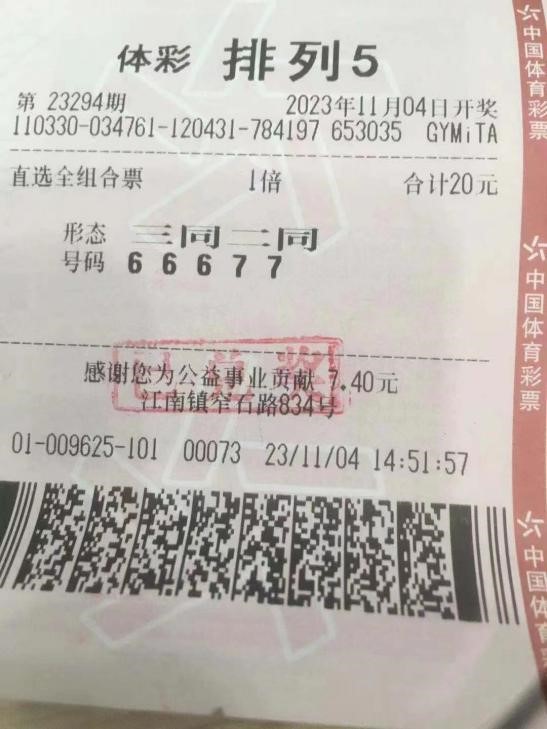 体彩 排列5
第 23294期 2023年11月04日开奖
110330-034761-120431-784197 653035 GYMiTA
直选全组合票 1倍 合计20元
形态 三同二同
号码 6 6 6 7 7
感谢您为公益事业贡献 7.40元
江南镇窄石路834号
01-009625-101 00073 23/11/04 14:51:57
中国体育彩票
中国体育彩票
中国体育彩